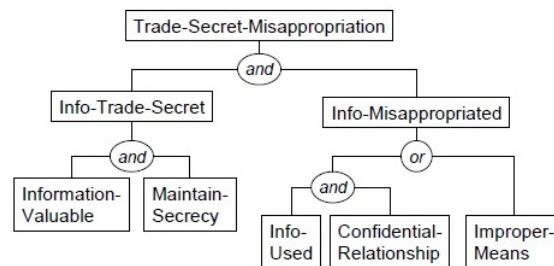 Trade-Secret-Misappropriation
and
Info-Trade-Secret
Info-Misappropriated
and
or
Information-
Valuable
Maintain-
Secrecy
and
Info-
Used
Confidential-
Relationship
Improper-
Means